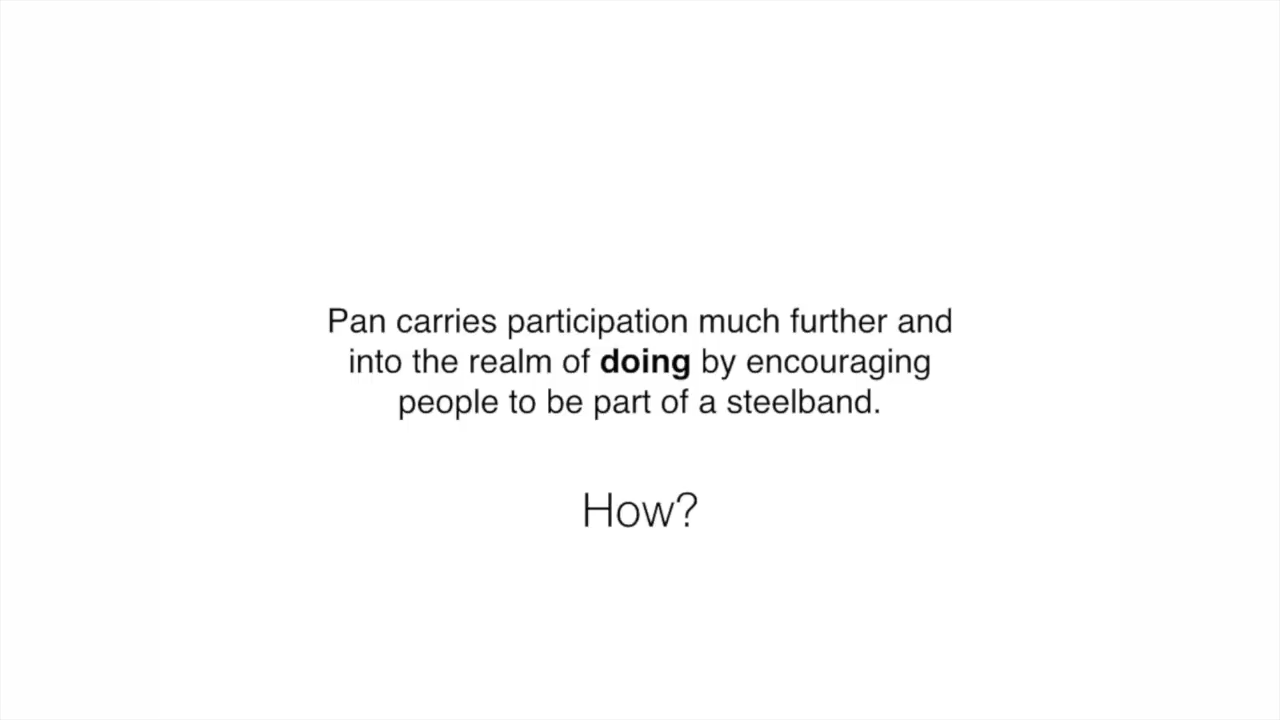 Pan carries participation much further and
into the realm of doing by encouraging
people to be part of a steelband.
How?